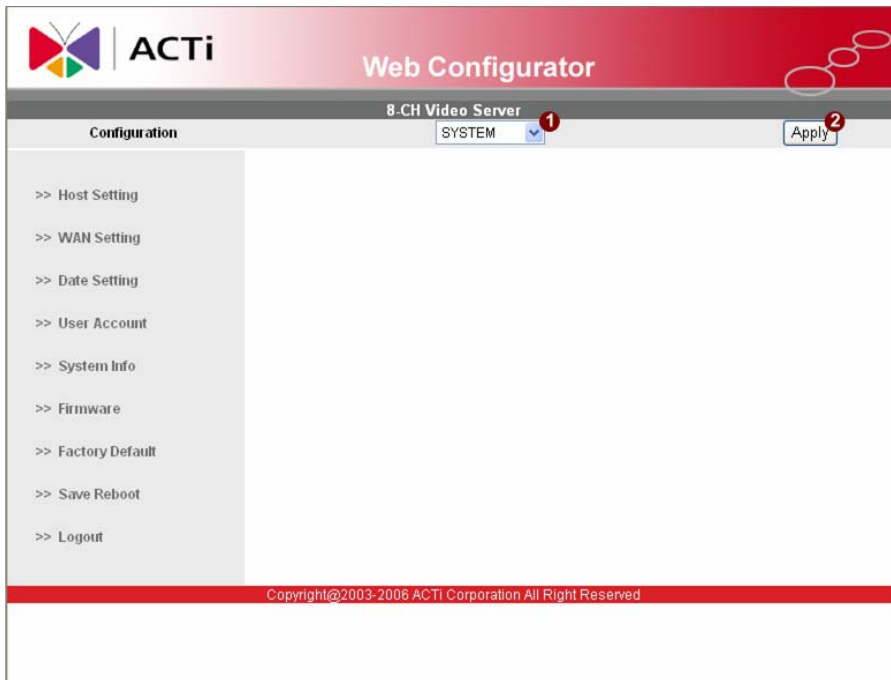 ACTi
Web Configurator
8-CH Video Server
Configuration
SYSTEM
1
Apply
2
>> Host Setting
>> WAN Setting
>> Date Setting
>> User Account
>> System Info
>> Firmware
>> Factory Default
>> Save Reboot
>> Logout
Copyright@2003-2006 ACTi Corporation All Right Reserved